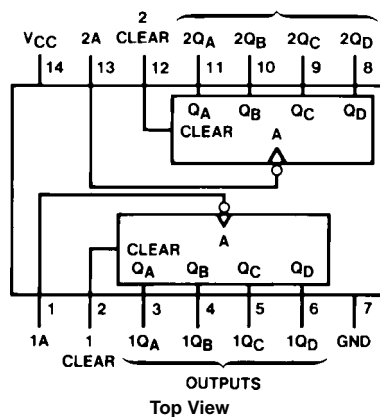 2
VCC 2A CLEAR 2QA 2QB 2QC 2QD
14 13 12 11 10 9 8
QA QB QC QD
CLEAR A
A
CLEAR
QA QB QC QD
1 2 3 4 5 6 7
1A 1 1QA 1QB 1QC 1QD GND
CLEAR
OUTPUTS
Top View